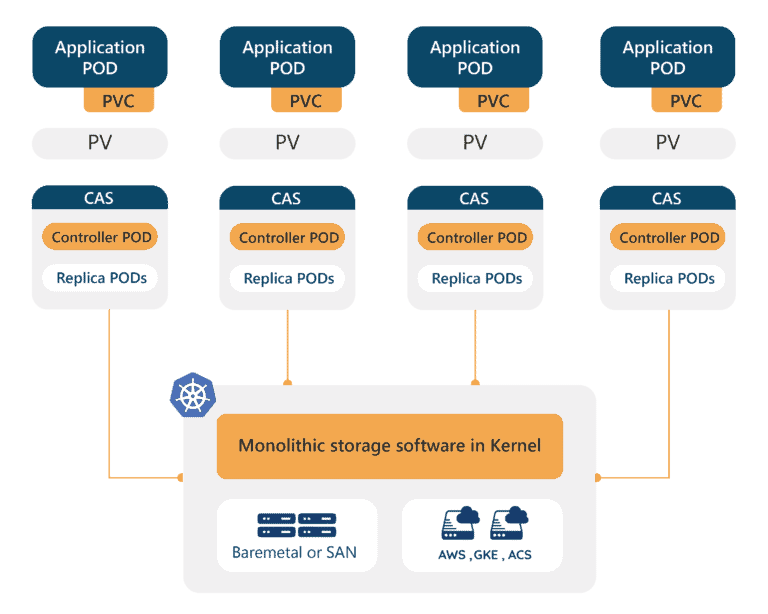 Application
POD
PVC
PV
CAS
Controller POD
Replica PODs
Application
POD
PVC
PV
CAS
Controller POD
Replica PODs
Application
POD
PVC
PV
CAS
Controller POD
Replica PODs
Application
POD
PVC
PV
CAS
Controller POD
Replica PODs
Monolithic storage software in Kernel
Baremetal or SAN
AWS , GKE , ACS